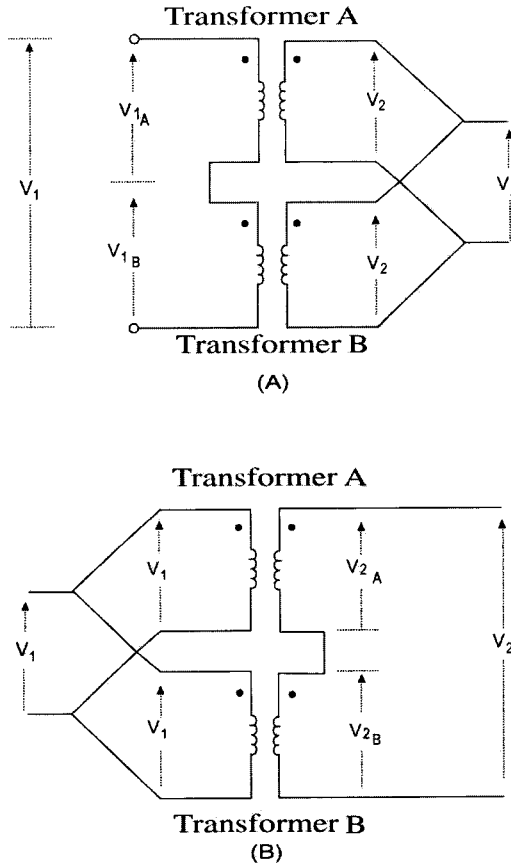 Transformer A
V1A
V2
V1
V
V1B
V2
Transformer B
(A)
Transformer A
V1
V2A
V1
V2
V1
V2B
Transformer B
(B)